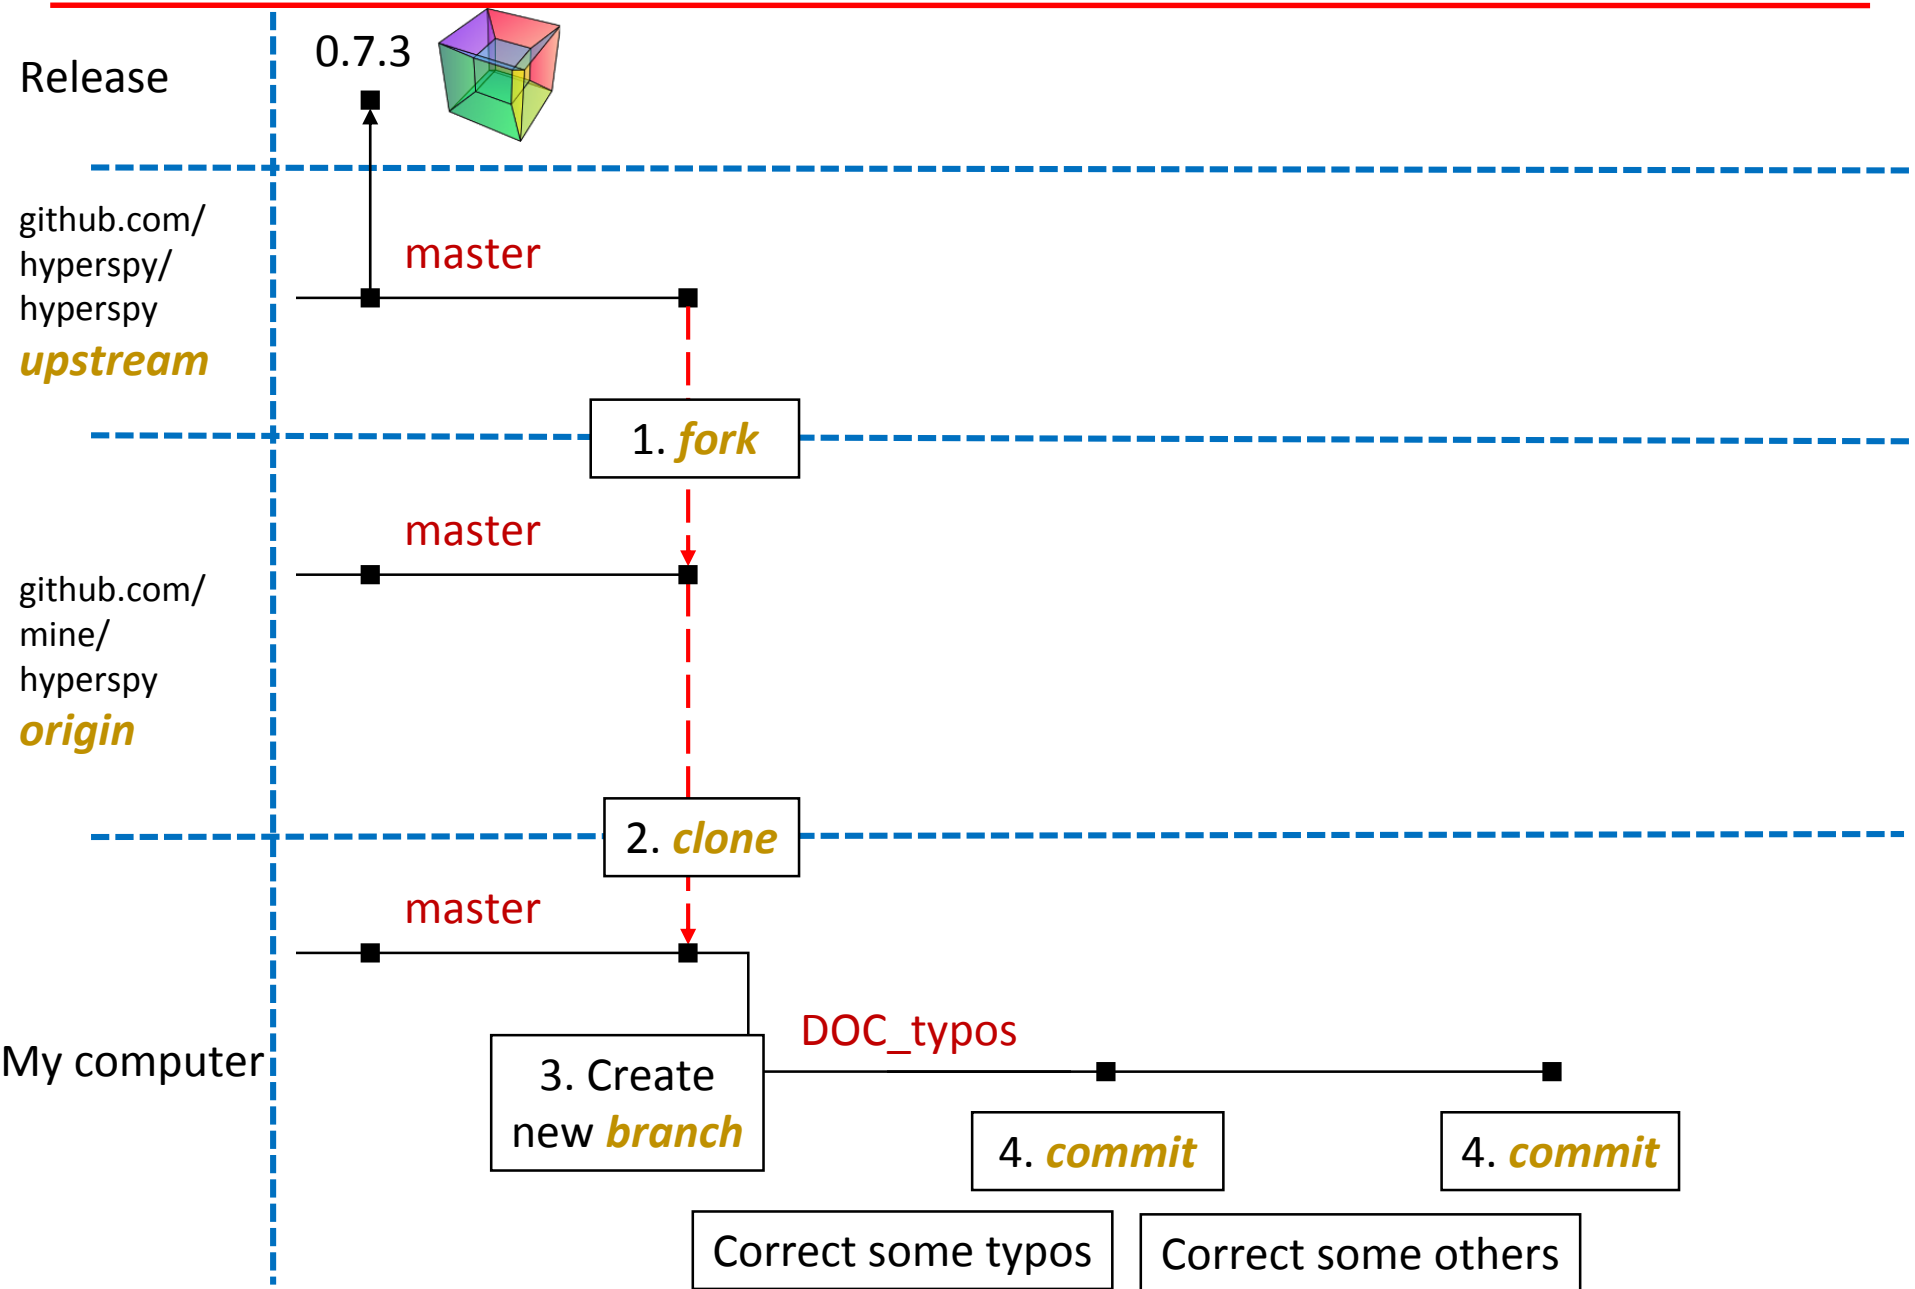 0.7.3
Release
github.com/
hyperspy/
hyperspy
upstream
master
1. fork
master
github.com/
mine/
hyperspy
origin
2. clone
master
My computer
DOC_typos
3. Create
new branch
4. commit
4. commit
Correct some typos
Correct some others